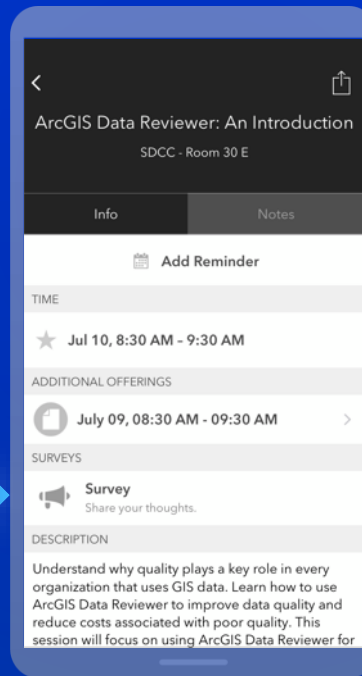 ArcGIS Data Reviewer: An Introduction
SDCC - Room 30 E
Info
Notes
Add Reminder
TIME
Jul 10, 8:30 AM – 9:30 AM
ADDITIONAL OFFERINGS
July 09, 08:30 AM - 09:30 AM
SURVEYS
Survey
Share your thoughts.
DESCRIPTION
Understand why quality plays a key role in every
organization that uses GIS data. Learn how to use
ArcGIS Data Reviewer to improve data quality and
reduce costs associated with poor quality. This
session will focus on using ArcGIS Data Reviewer for